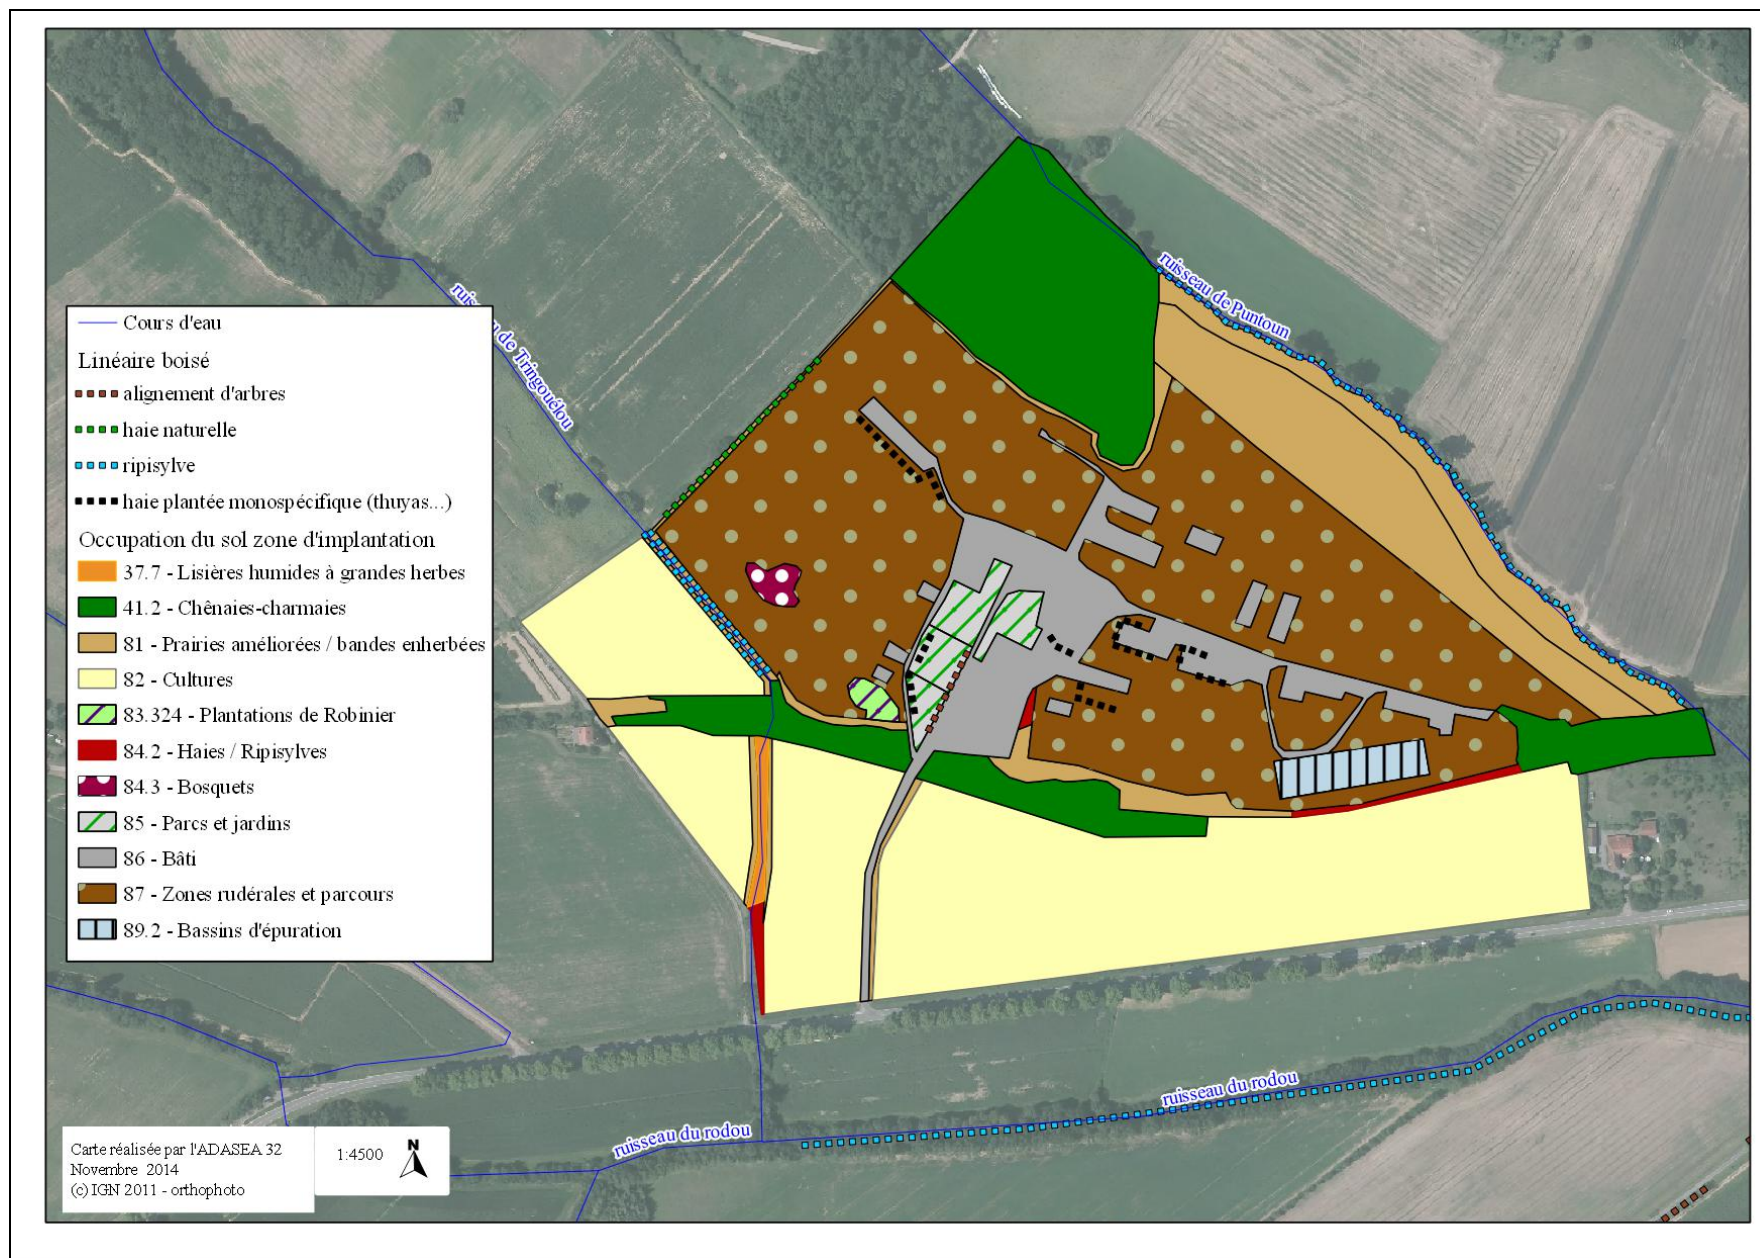 ruisseau de Puntoun
de Tringouélou
Cours d'eau
Linéaire boisé
alignement d'arbres
haie naturelle
ripisylve
haie plantée monospécifique (thuyas...)
Occupation du sol zone d'implantation
37.7 - Lisières humides à grandes herbes
41.2 - Chênaies-charmaies
81 - Prairies améliorées / bandes enherbées
82 - Cultures
83.324 - Plantations de Robinier
84.2 - Haies / Ripisylves
84.3 - Bosquets
85 - Parcs et jardins
86 - Bâti
87 - Zones rudérales et parcours
89.2 - Bassins d'épuration
ruisseau du rodou
ruisseau du rodou
Carte réalisée par l'ADASEA 32
Novembre 2014
(c) IGN 2011 - orthophoto
1:4500
N